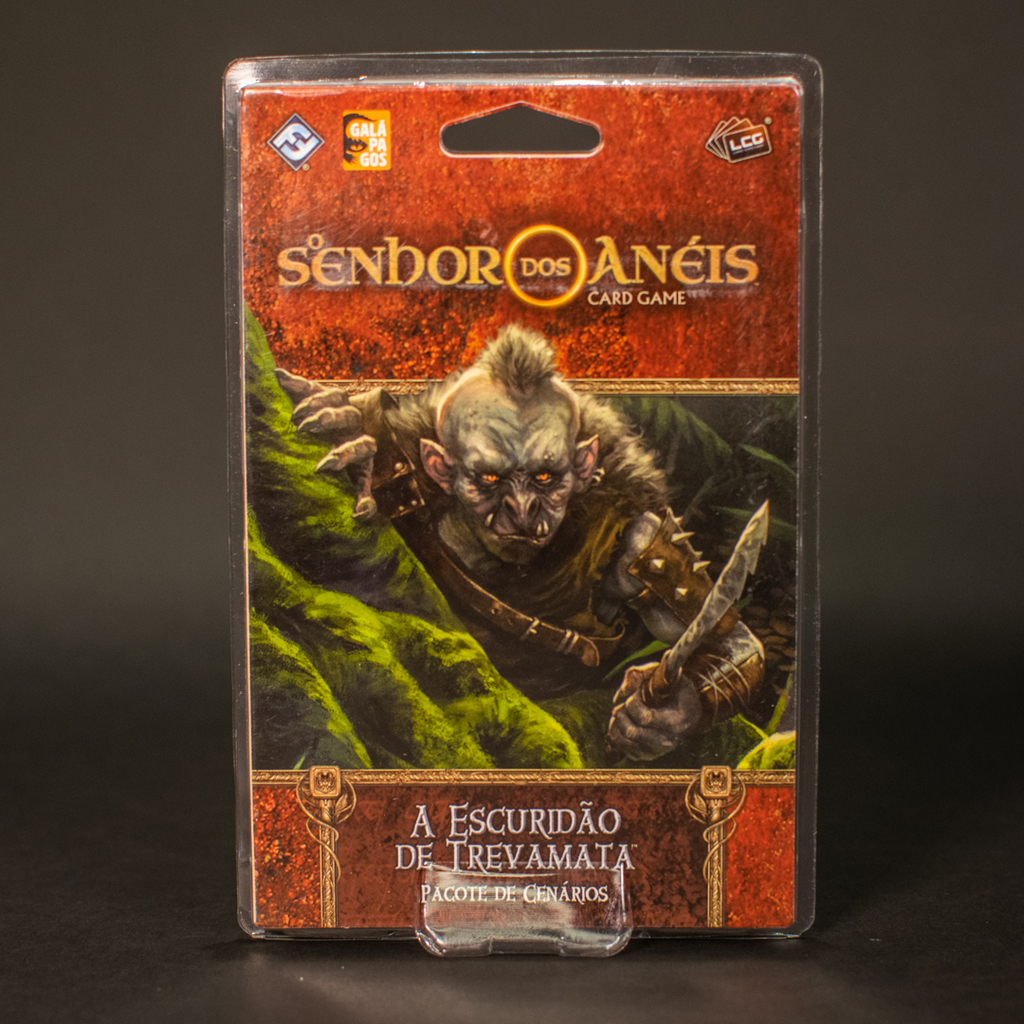 GALÁ
PA
GOS
LCG
O SENHOR DOS ANÉIS
CARD GAME
A ESCURIDÃO
DE TREVAMATA
PACOTE DE CENÁRIOS